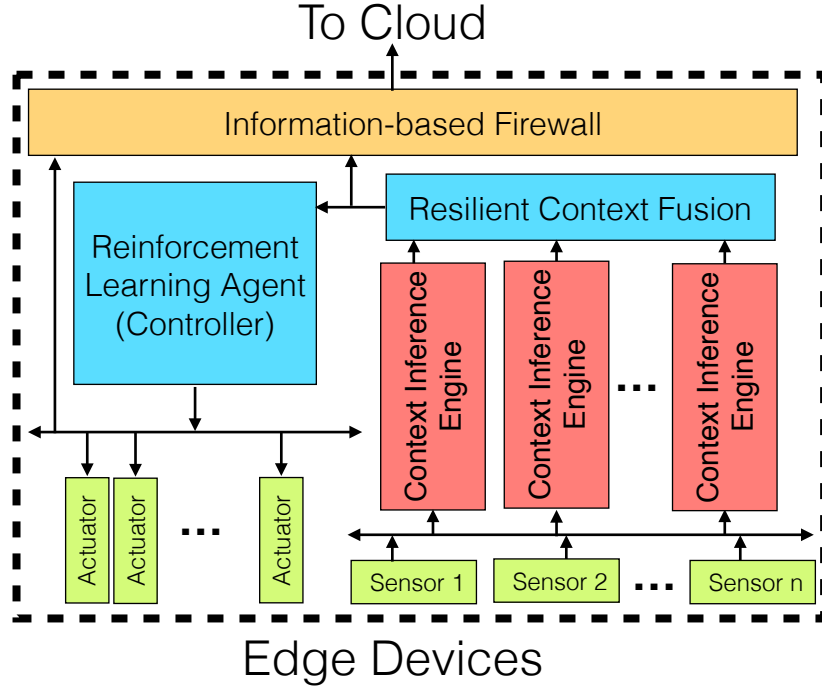 To Cloud
Information-based Firewall
Reinforcement
Learning Agent
(Controller)
Resilient Context Fusion
Context Inference
Engine
Context Inference
Engine
...
Context Inference
Engine
Actuator
Actuator
...
Actuator
Sensor 1
Sensor 2
...
Sensor n
Edge Devices